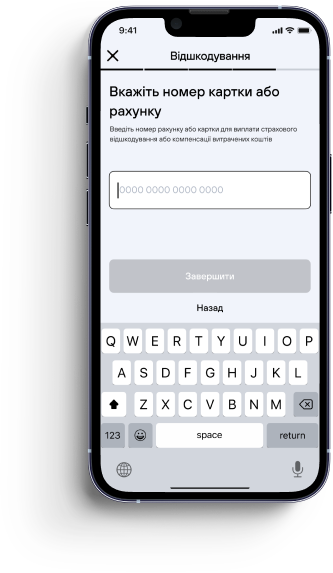 9:41
Відшкодування
Вкажіть номер картки або
рахунку
Введіть номер рахунку або картки для виплати страхового
відшкодування або компенсації витрачених коштів
0000 0000 0000 0000
Завершити
Назад
Q W E R T Y U I O P
A S D F G H J K L
Z X C V B N M
123 space return